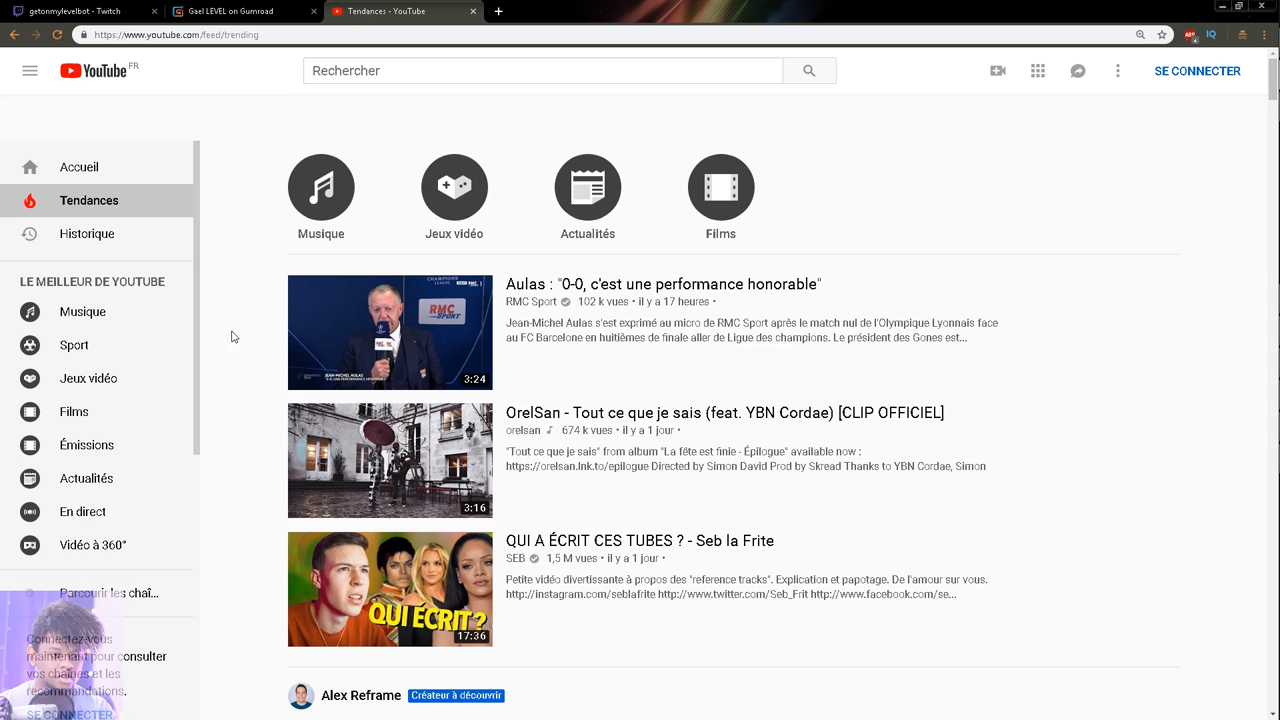 getonmylevelbot - Twitch
Gael LEVEL on Gumroad
Tendances - YouTube
https://www.youtube.com/feed/trending
YouTube FR
Rechercher
SE CONNECTER
Accueil
Tendances
Historique
LE MEILLEUR DE YOUTUBE
Musique
Sport
Jeux vidéo
Films
Émissions
Actualités
En direct
Vidéo à 360°
Parcourir les chaî...
Connectez-vous
maintenant pour consulter
vos chaînes et les
recommandations.
SE CONNECTER
Musique
Jeux vidéo
Actualités
Films
CHAMPIONS
LEAGUE
RMC
SPORT
JEAN-MICHEL AULAS
3:24
Aulas : "0-0, c'est une performance honorable"
RMC Sport 102 k vues • il y a 17 heures •
Jean-Michel Aulas s'est exprimé au micro de RMC Sport après le match nul de l'Olympique Lyonnais face
au FC Barcelone en huitièmes de finale aller de Ligue des champions. Le président des Gones est...
3:16
OrelSan - Tout ce que je sais (feat. YBN Cordae) [CLIP OFFICIEL]
orelsan 674 k vues • il y a 1 jour •
"Tout ce que je sais" from album "La fête est finie - Épilogue" available now :
https://orelsan.lnk.to/epilogue Directed by Simon David Prod by Skread Thanks to YBN Cordae, Simon
QUI ÉCRIT ?
17:36
QUI A ÉCRIT CES TUBES ? - Seb la Frite
SEB 1,5 M vues • il y a 1 jour •
Petite vidéo divertissante à propos des "reference tracks". Explication et papotage. De l'amour sur vous.
http://instagram.com/seblafrite http://www.twitter.com/Seb_Frit http://www.facebook.com/se...
Alex Reframe Créateur à découvrir